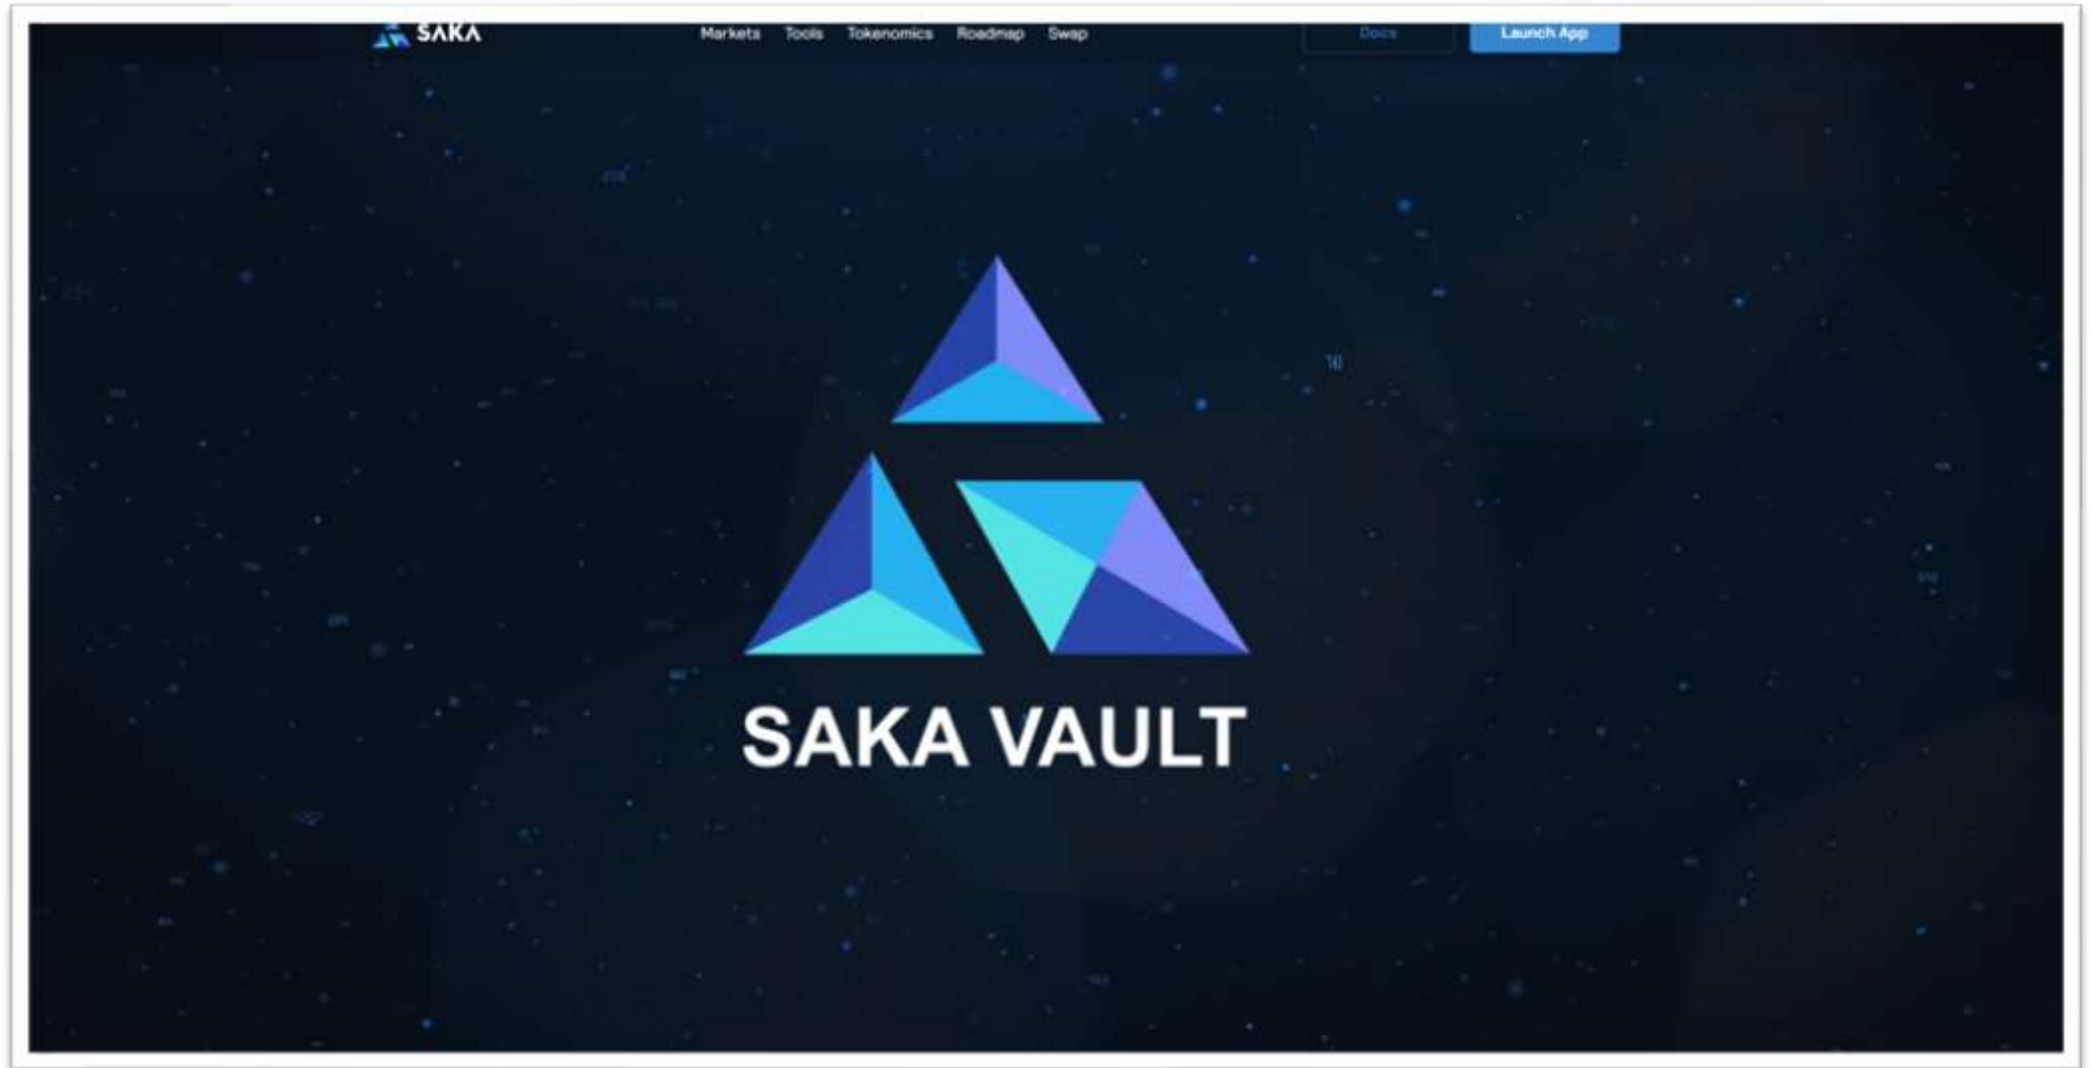 SAKA Markets Tools Tokenomics Roadmap Swap Docs Launch App
SAKA VAULT